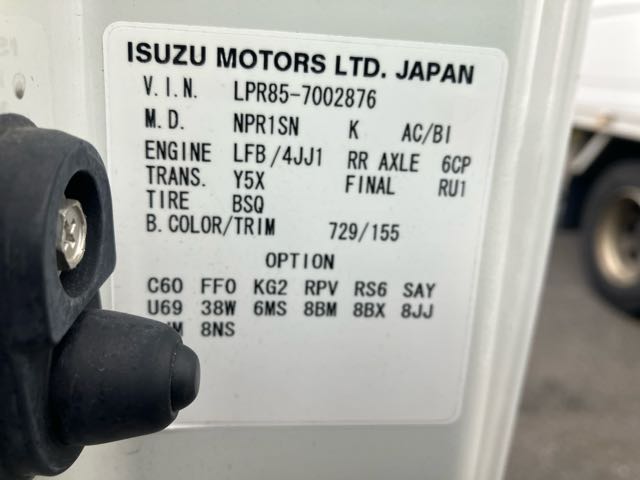 ISUZU MOTORS LTD. JAPAN
V.I.N. LPR85-7002876
M.D. NPR1SN K AC/BI
ENGINE LFB/4JJ1 RR AXLE 6CP
TRANS. Y5X FINAL RU1
TIRE BSQ
B.COLOR/TRIM 729/155
OPTION
C60 FF0 KG2 RPV RS6 SAY
U69 38W 6MS 8BM 8BX 8JJ
8NS